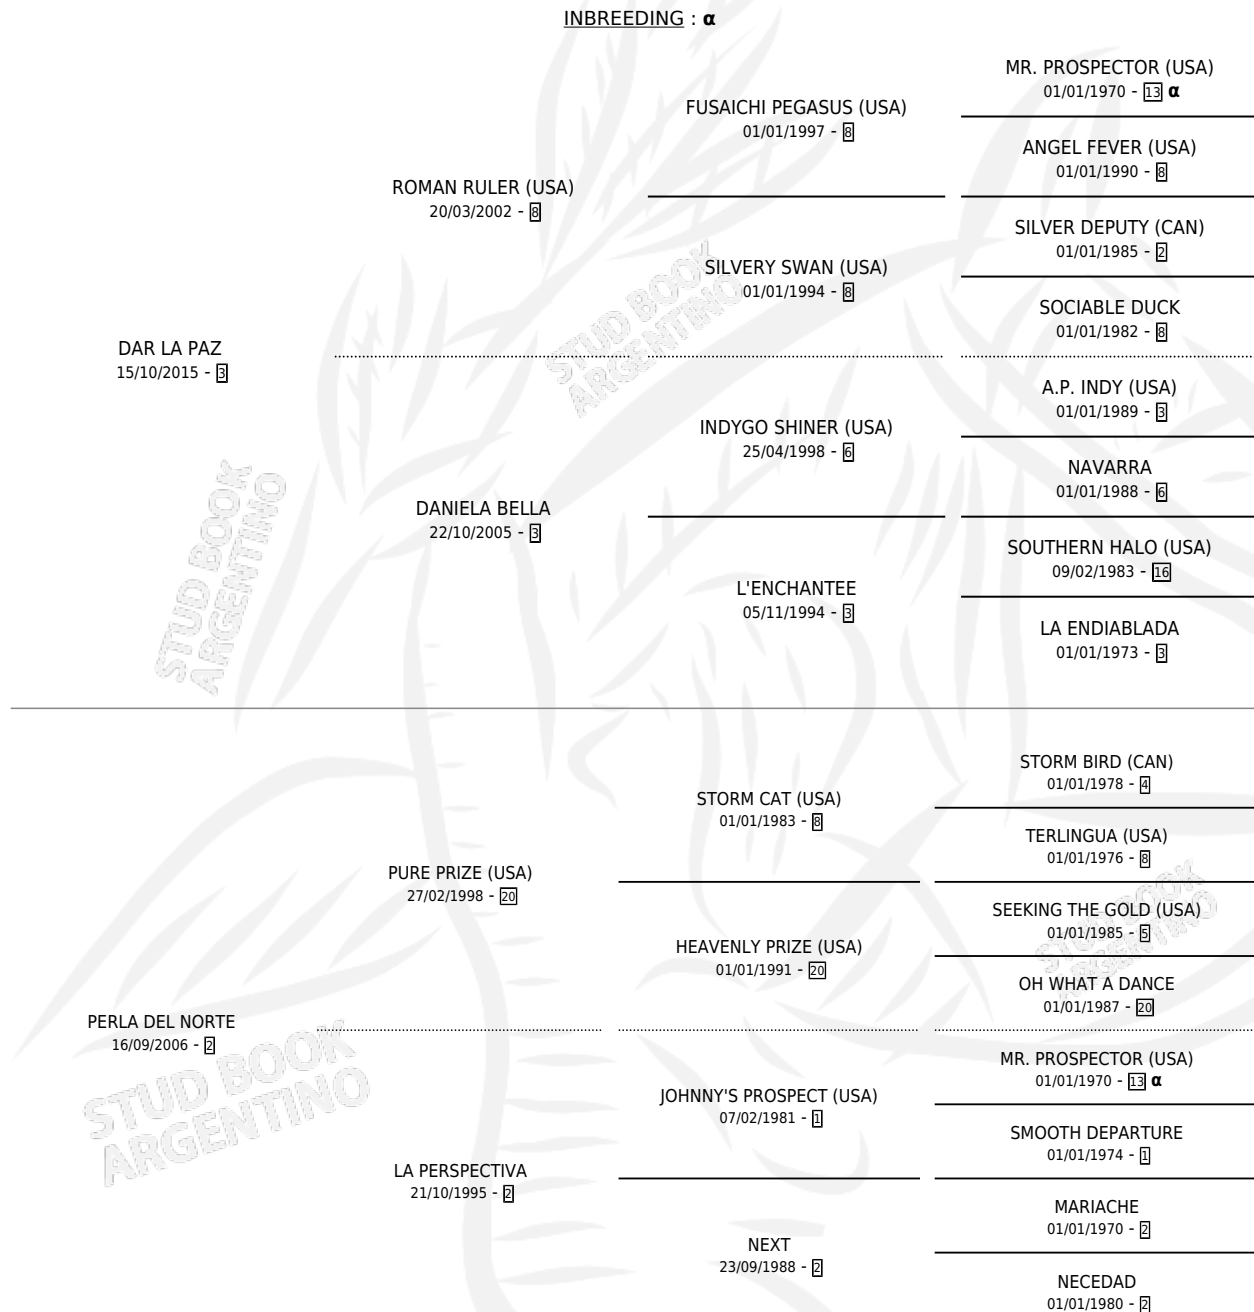 INBREEDING : α
MR. PROSPECTOR (USA)
01/01/1970 - 13 α
FUSAICHI PEGASUS (USA)
01/01/1997 - 8
ANGEL FEVER (USA)
01/01/1990 - 8
ROMAN RULER (USA)
20/03/2002 - 8
SILVER DEPUTY (CAN)
01/01/1985 - 2
SILVERY SWAN (USA)
01/01/1994 - 8
SOCIABLE DUCK
01/01/1982 - 8
DAR LA PAZ
15/10/2015 - 3
A.P. INDY (USA)
01/01/1989 - 3
INDYGO SHINER (USA)
25/04/1998 - 6
NAVARRA
01/01/1988 - 6
DANIELA BELLA
22/10/2005 - 3
SOUTHERN HALO (USA)
09/02/1983 - 16
L'ENCHANTEE
05/11/1994 - 3
LA ENDIABLADA
01/01/1973 - 3
STORM BIRD (CAN)
01/01/1978 - 4
STORM CAT (USA)
01/01/1983 - 8
TERLINGUA (USA)
01/01/1976 - 8
PURE PRIZE (USA)
27/02/1998 - 20
SEEKING THE GOLD (USA)
01/01/1985 - 5
HEAVENLY PRIZE (USA)
01/01/1991 - 20
OH WHAT A DANCE
01/01/1987 - 20
PERLA DEL NORTE
16/09/2006 - 2
MR. PROSPECTOR (USA)
01/01/1970 - 13 α
JOHNNY'S PROSPECT (USA)
07/02/1981 - 1
SMOOTH DEPARTURE
01/01/1974 - 1
LA PERSPECTIVA
21/10/1995 - 2
MARIACHE
01/01/1970 - 2
NEXT
23/09/1988 - 2
NECEDAD
01/01/1980 - 2
STUD BOOK
ARGENTINO
STUD BOOK
ARGENTINO
STUD BOOK
ARGENTINO
STUD BOOK
ARGENTINO